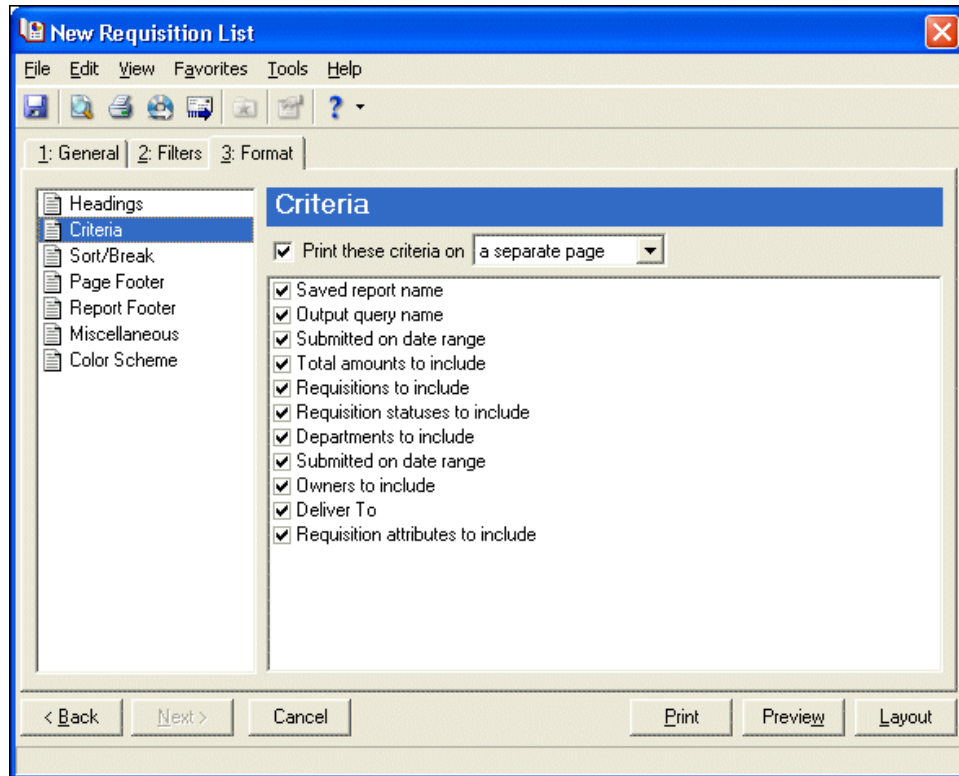 New Requisition List
File Edit View Favorites Tools Help
?
1: General 2: Filters 3: Format
Headings
Criteria
Sort/Break
Page Footer
Report Footer
Miscellaneous
Color Scheme
Criteria
Print these criteria on a separate page
Saved report name
Output query name
Submitted on date range
Total amounts to include
Requisitions to include
Requisition statuses to include
Departments to include
Submitted on date range
Owners to include
Deliver To
Requisition attributes to include
< Back Next > Cancel Print Preview Layout